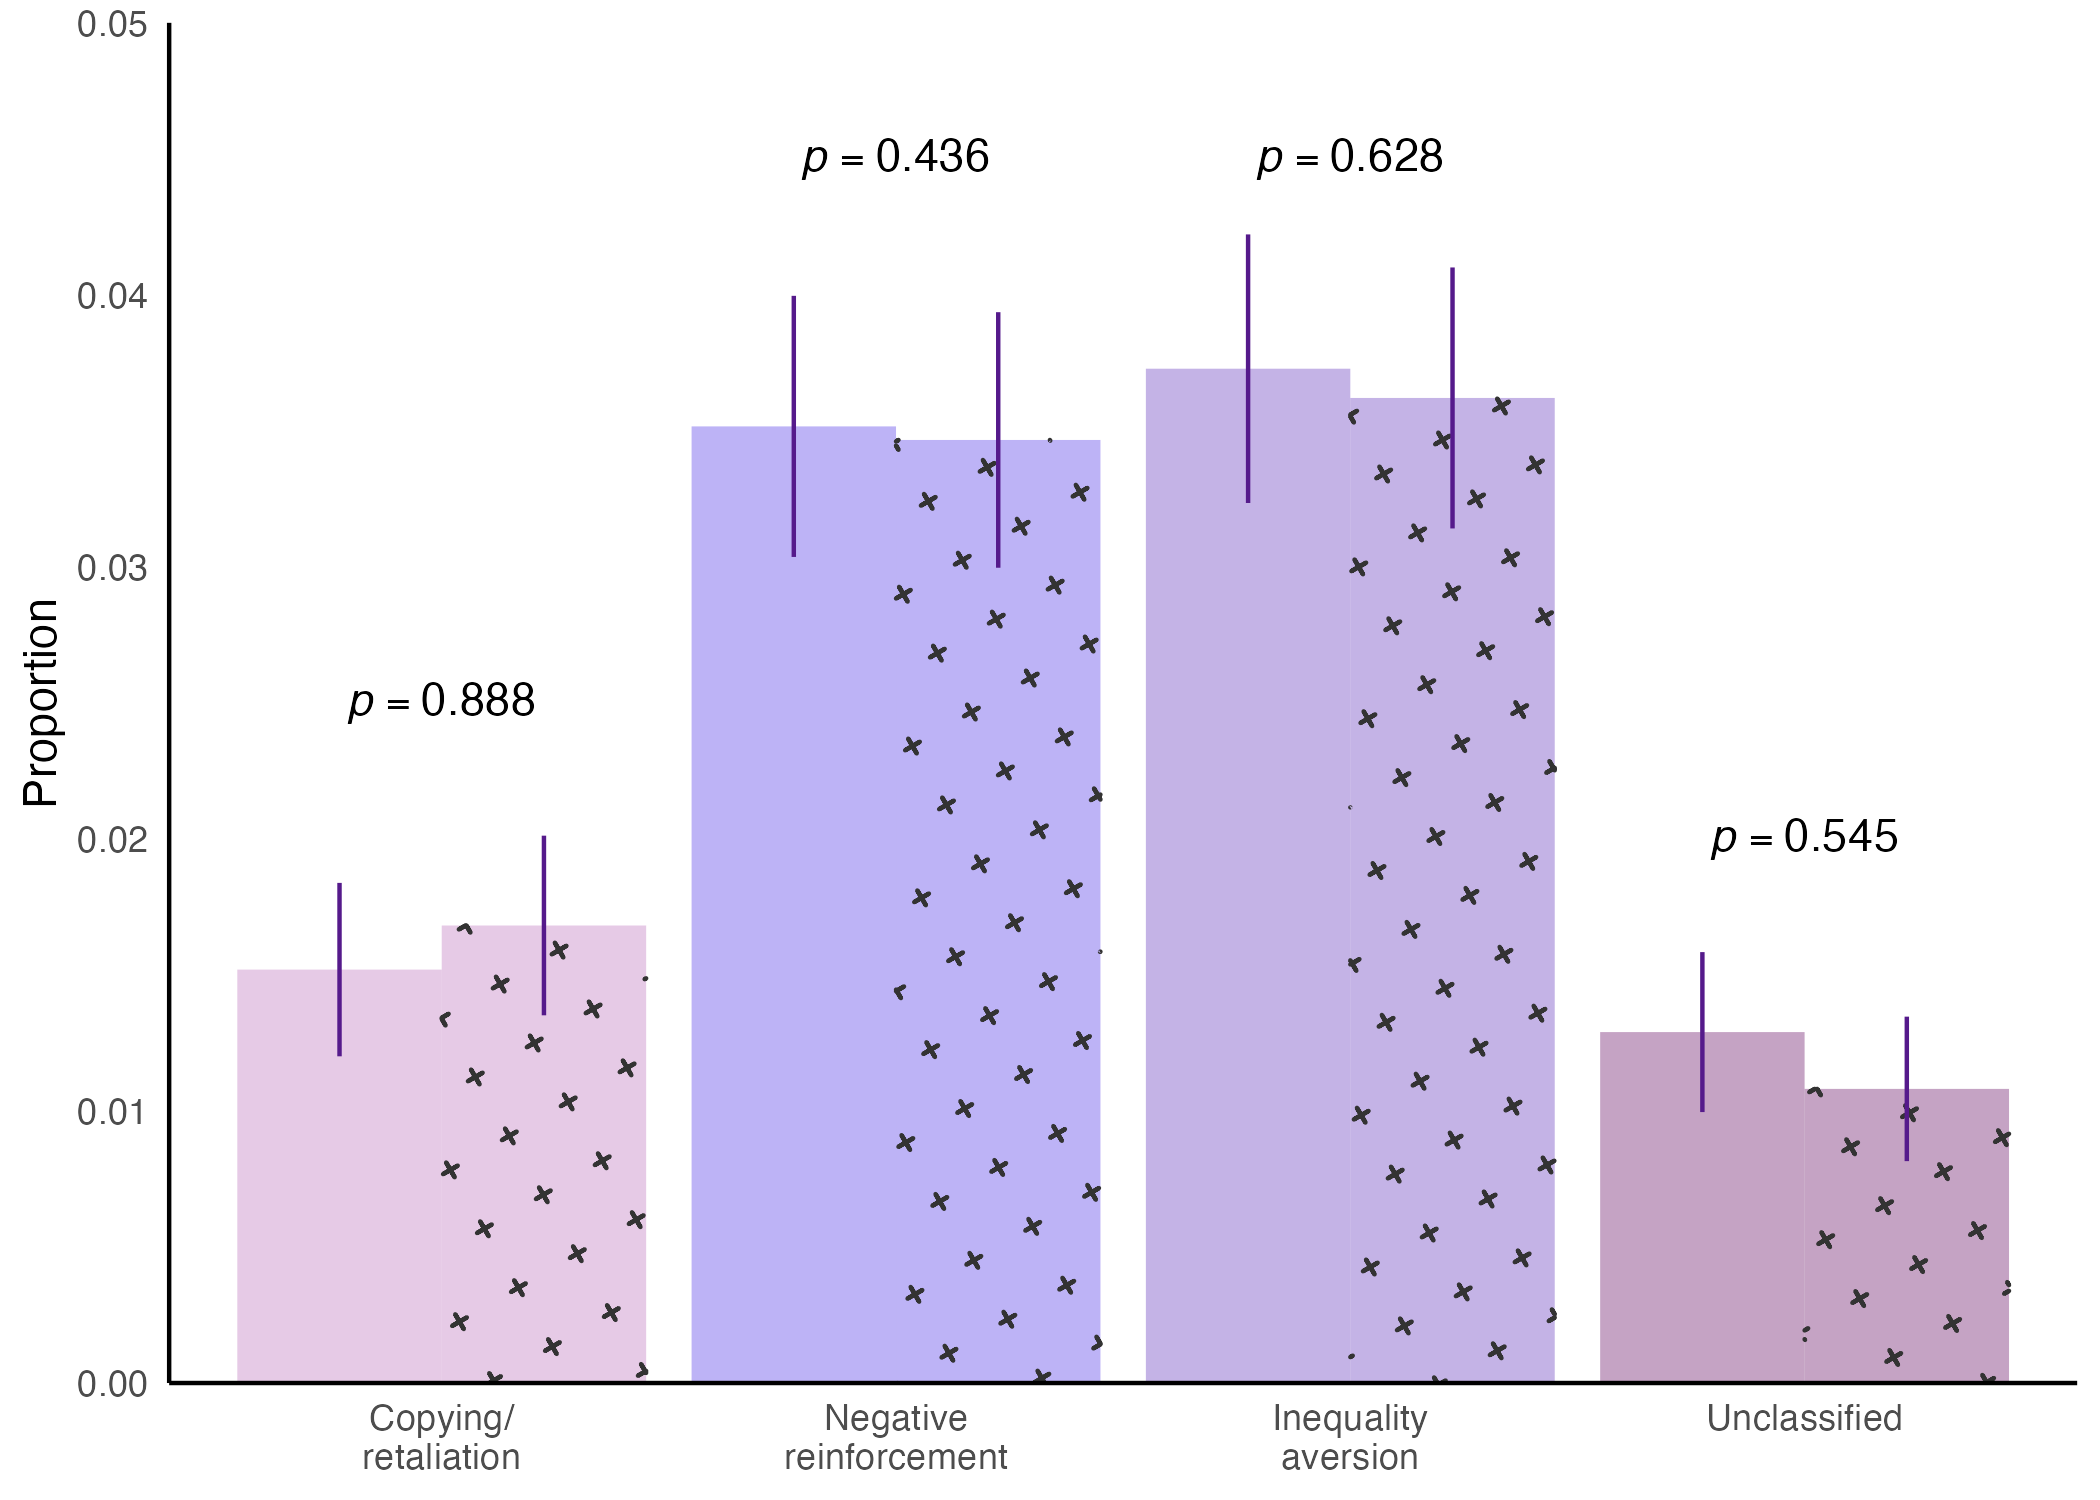 0.05
p = 0.436
p = 0.628
0.04
0.03
p = 0.888
Proportion
0.02
p = 0.545
0.01
0.00
Copying/
retaliation
Negative
reinforcement
Inequality
aversion
Unclassified